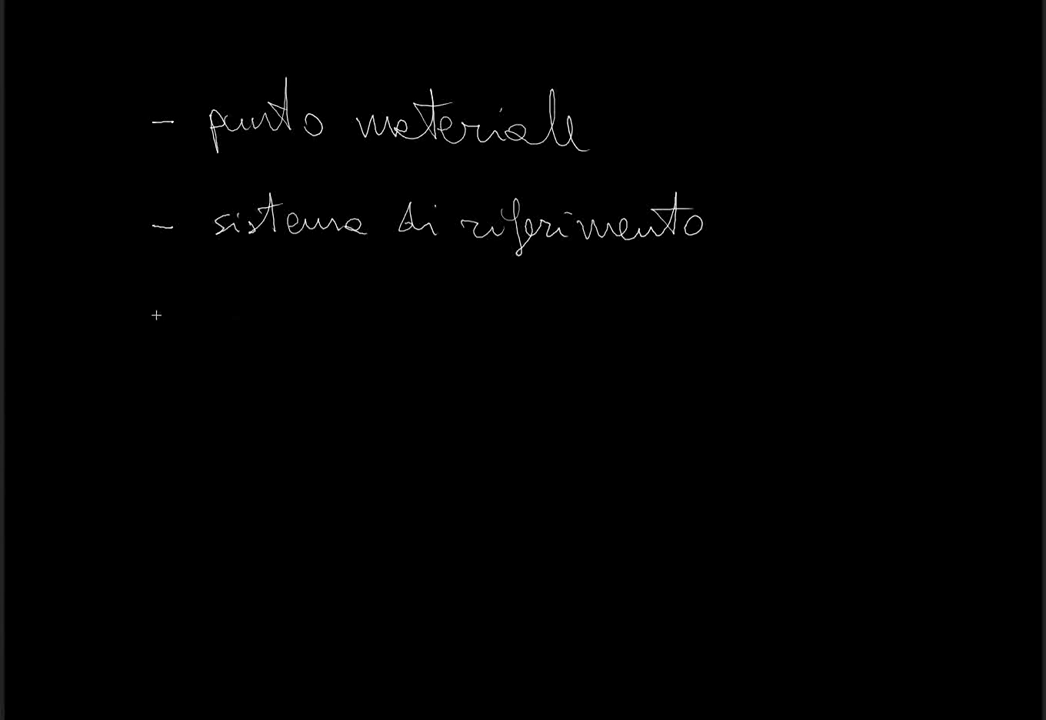 - punto materiale
- sistema di riferimento